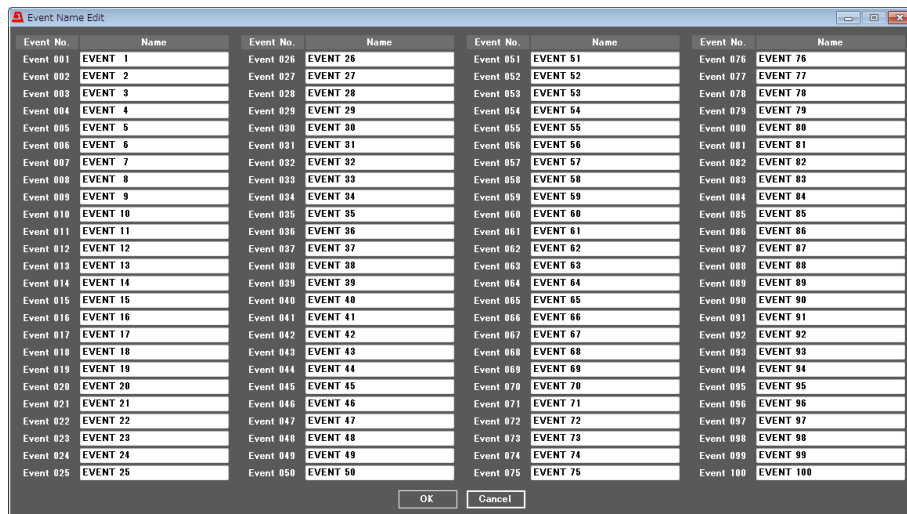 Event Name Edit
Event No. Name Event No. Name Event No. Name Event No. Name
Event 001 EVENT  1 Event 026 EVENT 26 Event 051 EVENT 51 Event 076 EVENT 76
Event 002 EVENT  2 Event 027 EVENT 27 Event 052 EVENT 52 Event 077 EVENT 77
Event 003 EVENT  3 Event 028 EVENT 28 Event 053 EVENT 53 Event 078 EVENT 78
Event 004 EVENT  4 Event 029 EVENT 29 Event 054 EVENT 54 Event 079 EVENT 79
Event 005 EVENT  5 Event 030 EVENT 30 Event 055 EVENT 55 Event 080 EVENT 80
Event 006 EVENT  6 Event 031 EVENT 31 Event 056 EVENT 56 Event 081 EVENT 81
Event 007 EVENT  7 Event 032 EVENT 32 Event 057 EVENT 57 Event 082 EVENT 82
Event 008 EVENT  8 Event 033 EVENT 33 Event 058 EVENT 58 Event 083 EVENT 83
Event 009 EVENT  9 Event 034 EVENT 34 Event 059 EVENT 59 Event 084 EVENT 84
Event 010 EVENT 10 Event 035 EVENT 35 Event 060 EVENT 60 Event 085 EVENT 85
Event 011 EVENT 11 Event 036 EVENT 36 Event 061 EVENT 61 Event 086 EVENT 86
Event 012 EVENT 12 Event 037 EVENT 37 Event 062 EVENT 62 Event 087 EVENT 87
Event 013 EVENT 13 Event 038 EVENT 38 Event 063 EVENT 63 Event 088 EVENT 88
Event 014 EVENT 14 Event 039 EVENT 39 Event 064 EVENT 64 Event 089 EVENT 89
Event 015 EVENT 15 Event 040 EVENT 40 Event 065 EVENT 65 Event 090 EVENT 90
Event 016 EVENT 16 Event 041 EVENT 41 Event 066 EVENT 66 Event 091 EVENT 91
Event 017 EVENT 17 Event 042 EVENT 42 Event 067 EVENT 67 Event 092 EVENT 92
Event 018 EVENT 18 Event 043 EVENT 43 Event 068 EVENT 68 Event 093 EVENT 93
Event 019 EVENT 19 Event 044 EVENT 44 Event 069 EVENT 69 Event 094 EVENT 94
Event 020 EVENT 20 Event 045 EVENT 45 Event 070 EVENT 70 Event 095 EVENT 95
Event 021 EVENT 21 Event 046 EVENT 46 Event 071 EVENT 71 Event 096 EVENT 96
Event 022 EVENT 22 Event 047 EVENT 47 Event 072 EVENT 72 Event 097 EVENT 97
Event 023 EVENT 23 Event 048 EVENT 48 Event 073 EVENT 73 Event 098 EVENT 98
Event 024 EVENT 24 Event 049 EVENT 49 Event 074 EVENT 74 Event 099 EVENT 99
Event 025 EVENT 25 Event 050 EVENT 50 Event 075 EVENT 75 Event 100 EVENT 100
OK Cancel